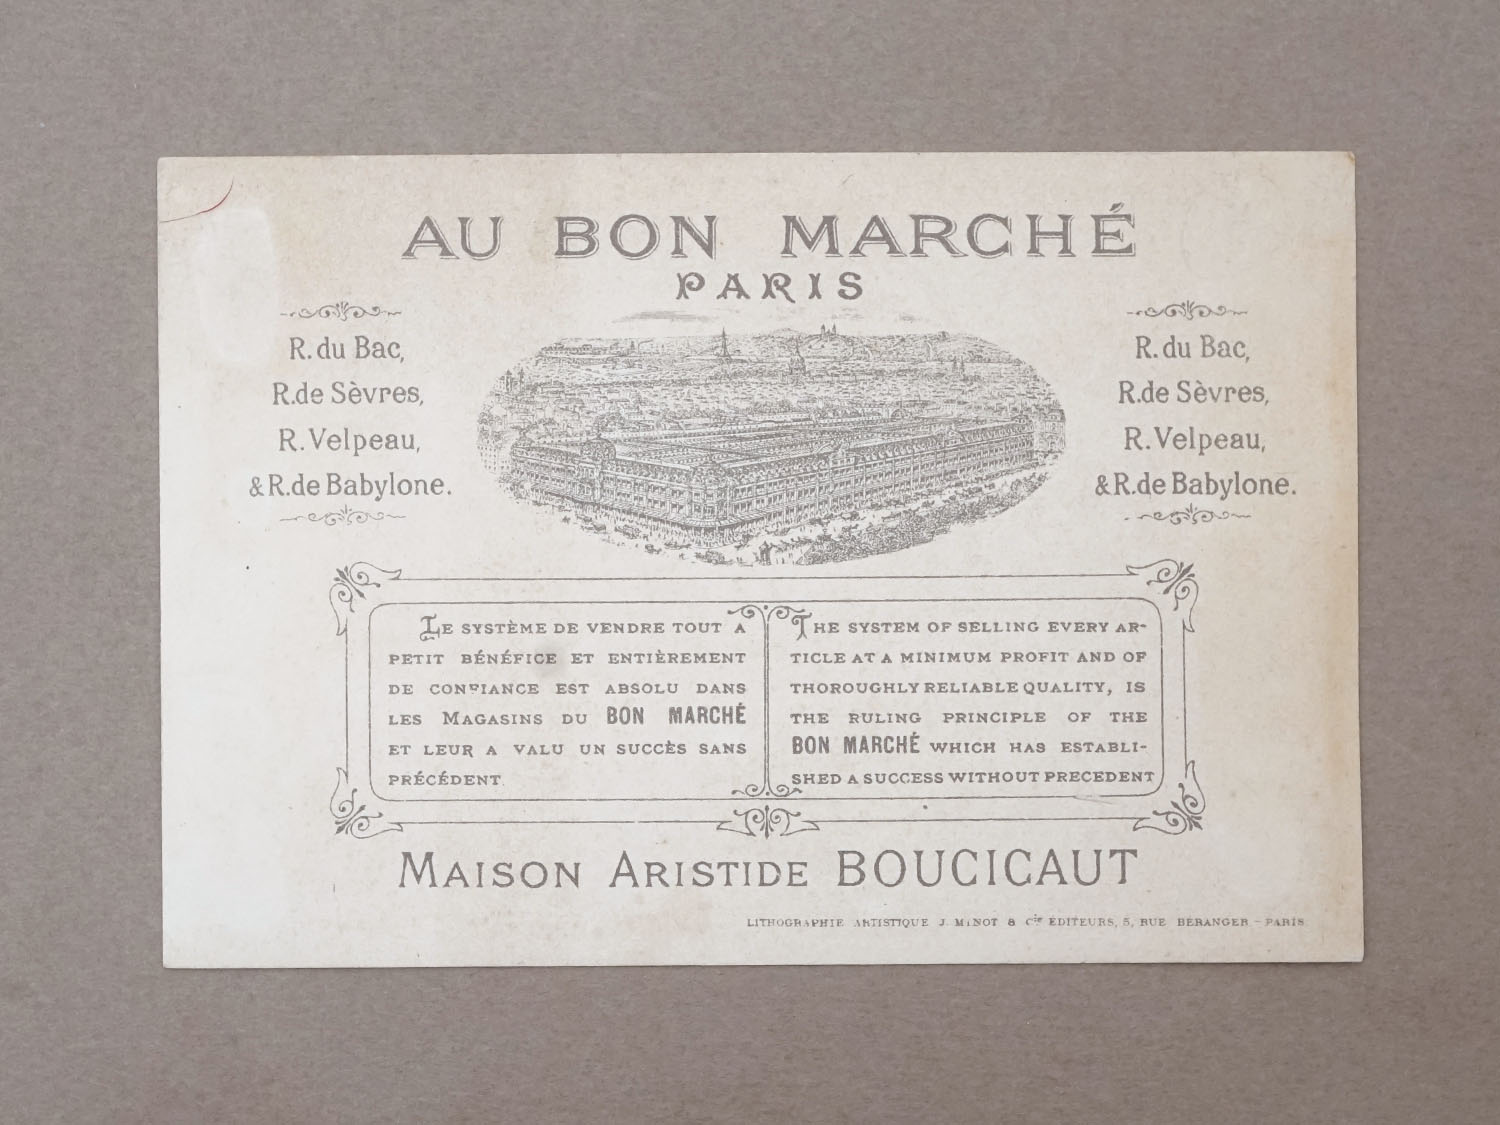 AU BON MARCHÉ
PARIS
R. du Bac,
R. de Sèvres,
R. Velpeau,
& R. de Babylone.
R. du Bac,
R. de Sèvres,
R. Velpeau,
& R. de Babylone.
LE SYSTÈME DE VENDRE TOUT A
PETIT BÉNÉFICE ET ENTIÈREMENT
DE CONFIANCE EST ABSOLU DANS
LES MAGASINS DU BON MARCHÉ
ET LEUR A VALU UN SUCCÈS SANS
PRÉCÉDENT.
THE SYSTEM OF SELLING EVERY AR-
TICLE AT A MINIMUM PROFIT AND OF
THOROUGHLY RELIABLE QUALITY, IS
THE RULING PRINCIPLE OF THE
BON MARCHÉ WHICH HAS ESTABLI-
SHED A SUCCESS WITHOUT PRECEDENT
MAISON ARISTIDE BOUCICAUT
LITHOGRAPHIE ARTISTIQUE J. MINOT & Cie ÉDITEURS, 5, RUE BÉRANGER - PARIS